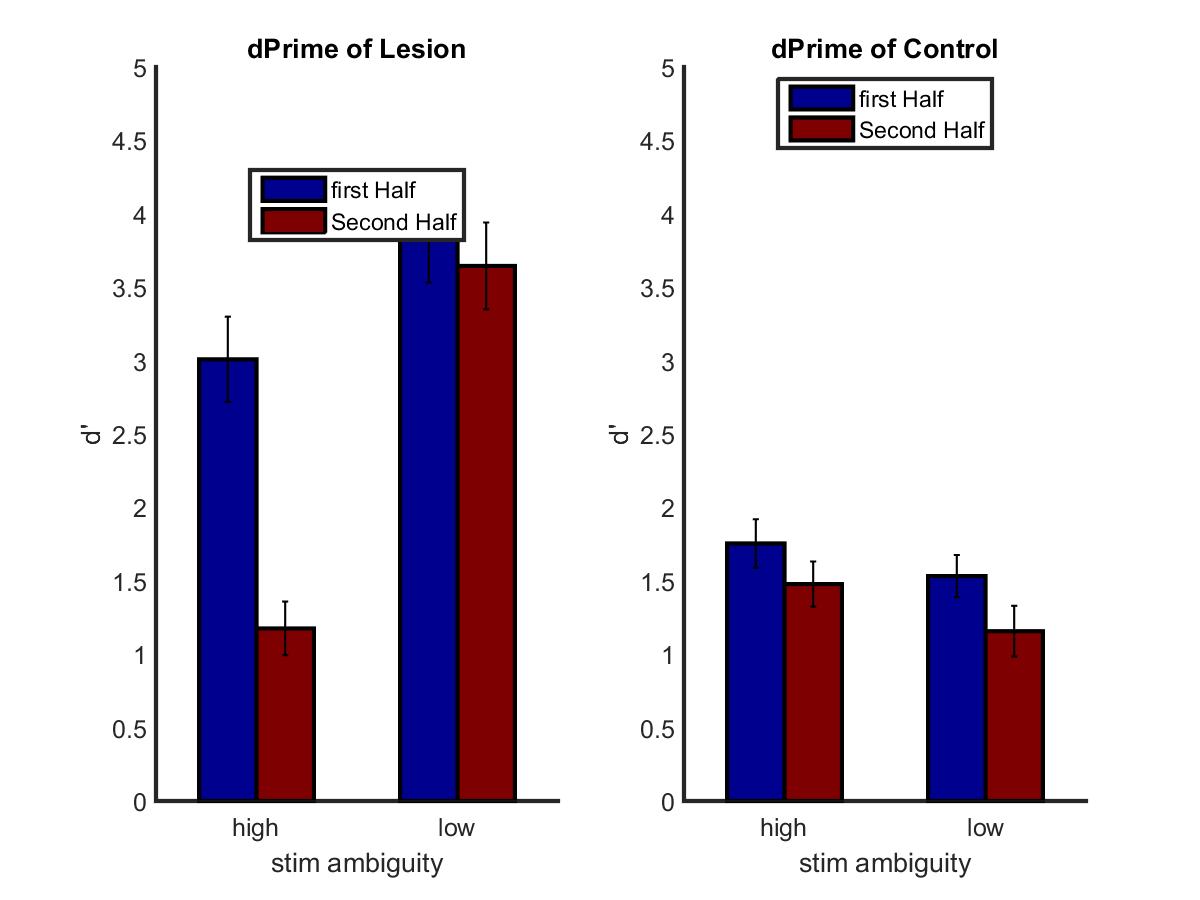 dPrime of Lesion
5
4.5
4
3.5
3
2.5
2
1.5
1
0.5
0
d'
first Half
Second Half
high
low
stim ambiguity
dPrime of Control
5
4.5
4
3.5
3
2.5
2
1.5
1
0.5
0
d'
first Half
Second Half
high
low
stim ambiguity